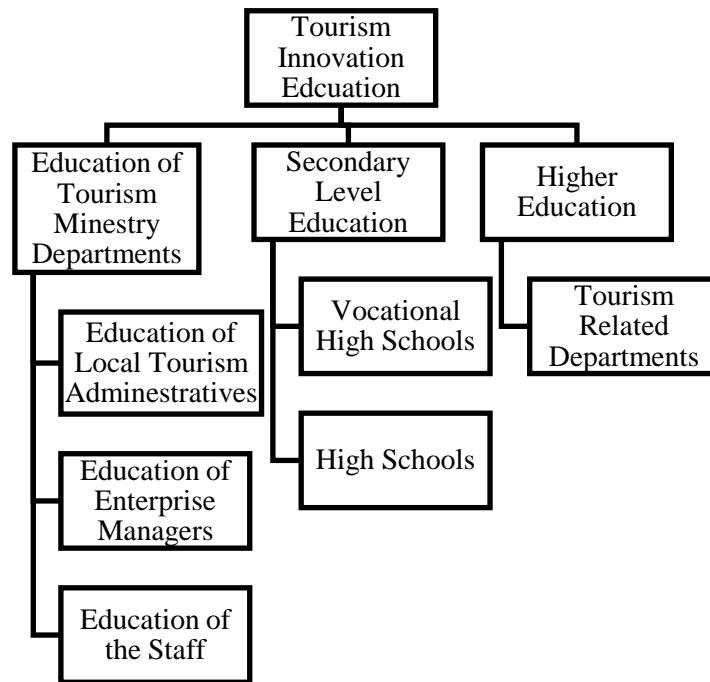 Tourism
Innovation
Edcuation
Education of
Tourism
Minestry
Departments
Secondary
Level
Education
Higher
Education
Education of
Local Tourism
Adminestratives
Vocational
High Schools
Tourism
Related
Departments
Education of
Enterprise
Managers
High Schools
Education of
the Staff